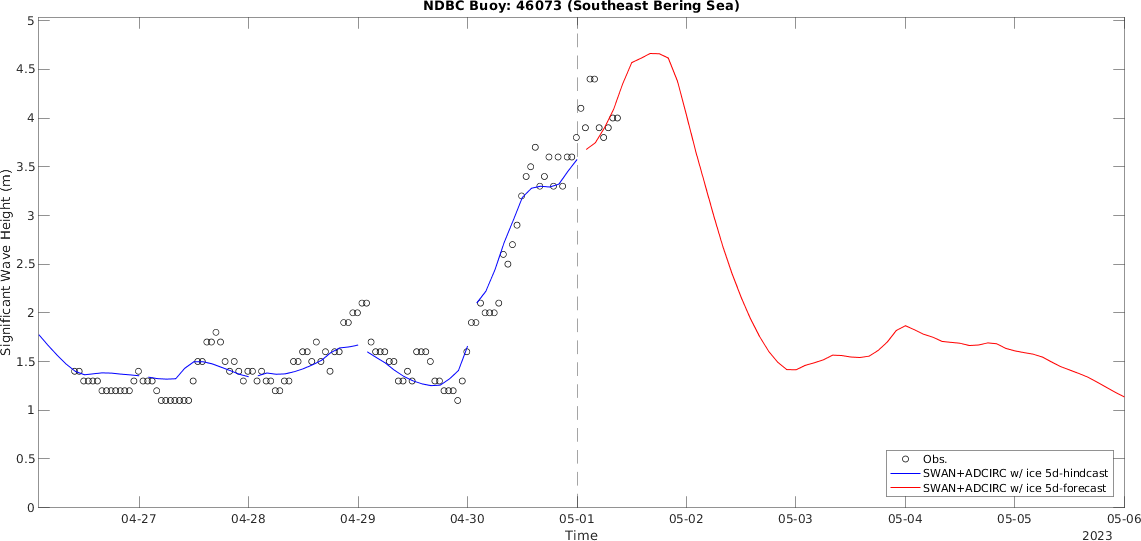 NDBC Buoy: 46073 (Southeast Bering Sea)
5
4.5
4
3.5
3
2.5
2
1.5
1
0.5
0
Significant Wave Height (m)
04-27 04-28 04-29 04-30 05-01 05-02 05-03 05-04 05-05 05-06
Time
2023
Obs.
SWAN+ADCIRC w/ ice 5d-hindcast
SWAN+ADCIRC w/ ice 5d-forecast